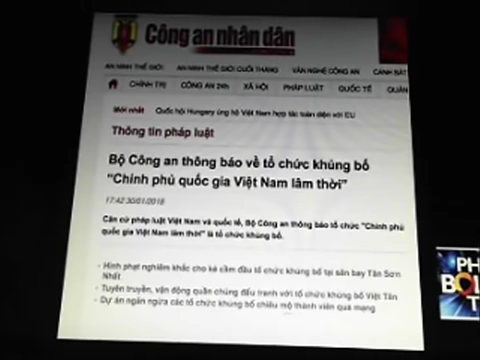 Công an nhân dân
AN NINH THẾ GIỚI AN NINH THẾ GIỚI CUỐI THÁNG VĂN NGHỆ CÔNG AN CẢNH SÁT
CHÍNH TRỊ CÔNG AN 24h XÃ HỘI PHÁP LUẬT QUỐC TẾ QUÂN
Mới nhất Quốc hội Hungary ủng hộ Việt Nam hợp tác toàn diện với EU
Thông tin pháp luật
Bộ Công an thông báo về tổ chức khủng bố
“Chính phủ quốc gia Việt Nam lâm thời”
17:42 30/01/2018
Căn cứ pháp luật Việt Nam và quốc tế, Bộ Công an thông báo tổ chức "Chính phủ
quốc gia Việt Nam lâm thời" là tổ chức khủng bố.
- Hình phạt nghiêm khắc cho kẻ cầm đầu tổ chức khủng bố tại sân bay Tân Sơn
Nhất
- Tuyên truyền, vận động quần chúng đấu tranh với tổ chức khủng bố Việt Tân
- Dự án ngăn ngừa các tổ chức khủng bố chiêu mộ thành viên qua mạng
PH
BOL
T